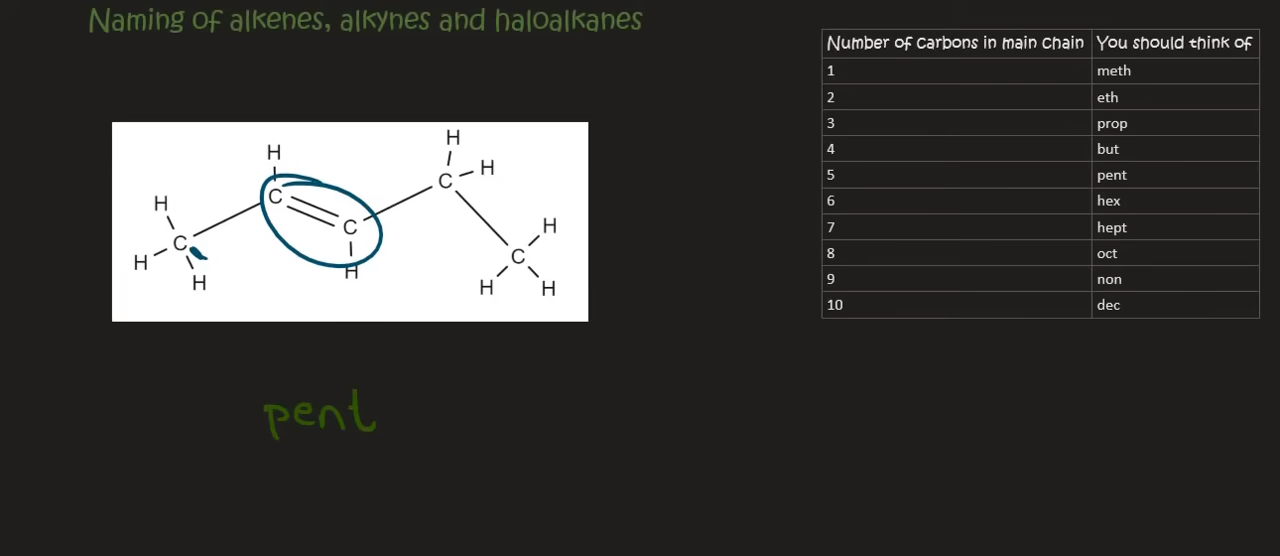 Naming of alkenes, alkynes and haloalkanes
Number of carbons in main chain You should think of
1 meth
2 eth
3 prop
4 but
5 pent
6 hex
7 hept
8 oct
9 non
10 dec
H
H H
H
C
C
H
C
C
H
H
C
H
H
H
H H
pent